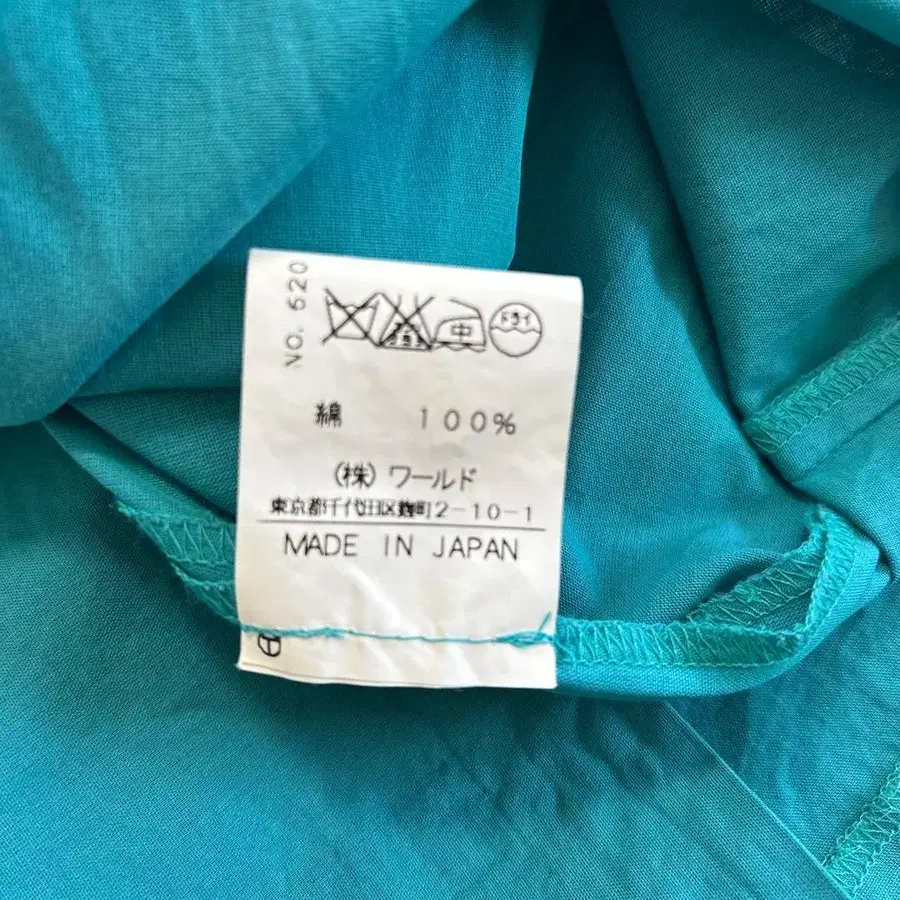 NO. 620
中
ドライ
綿 100%
(株)ワールド
東京都千代田区麹町2-10-1
MADE IN JAPAN